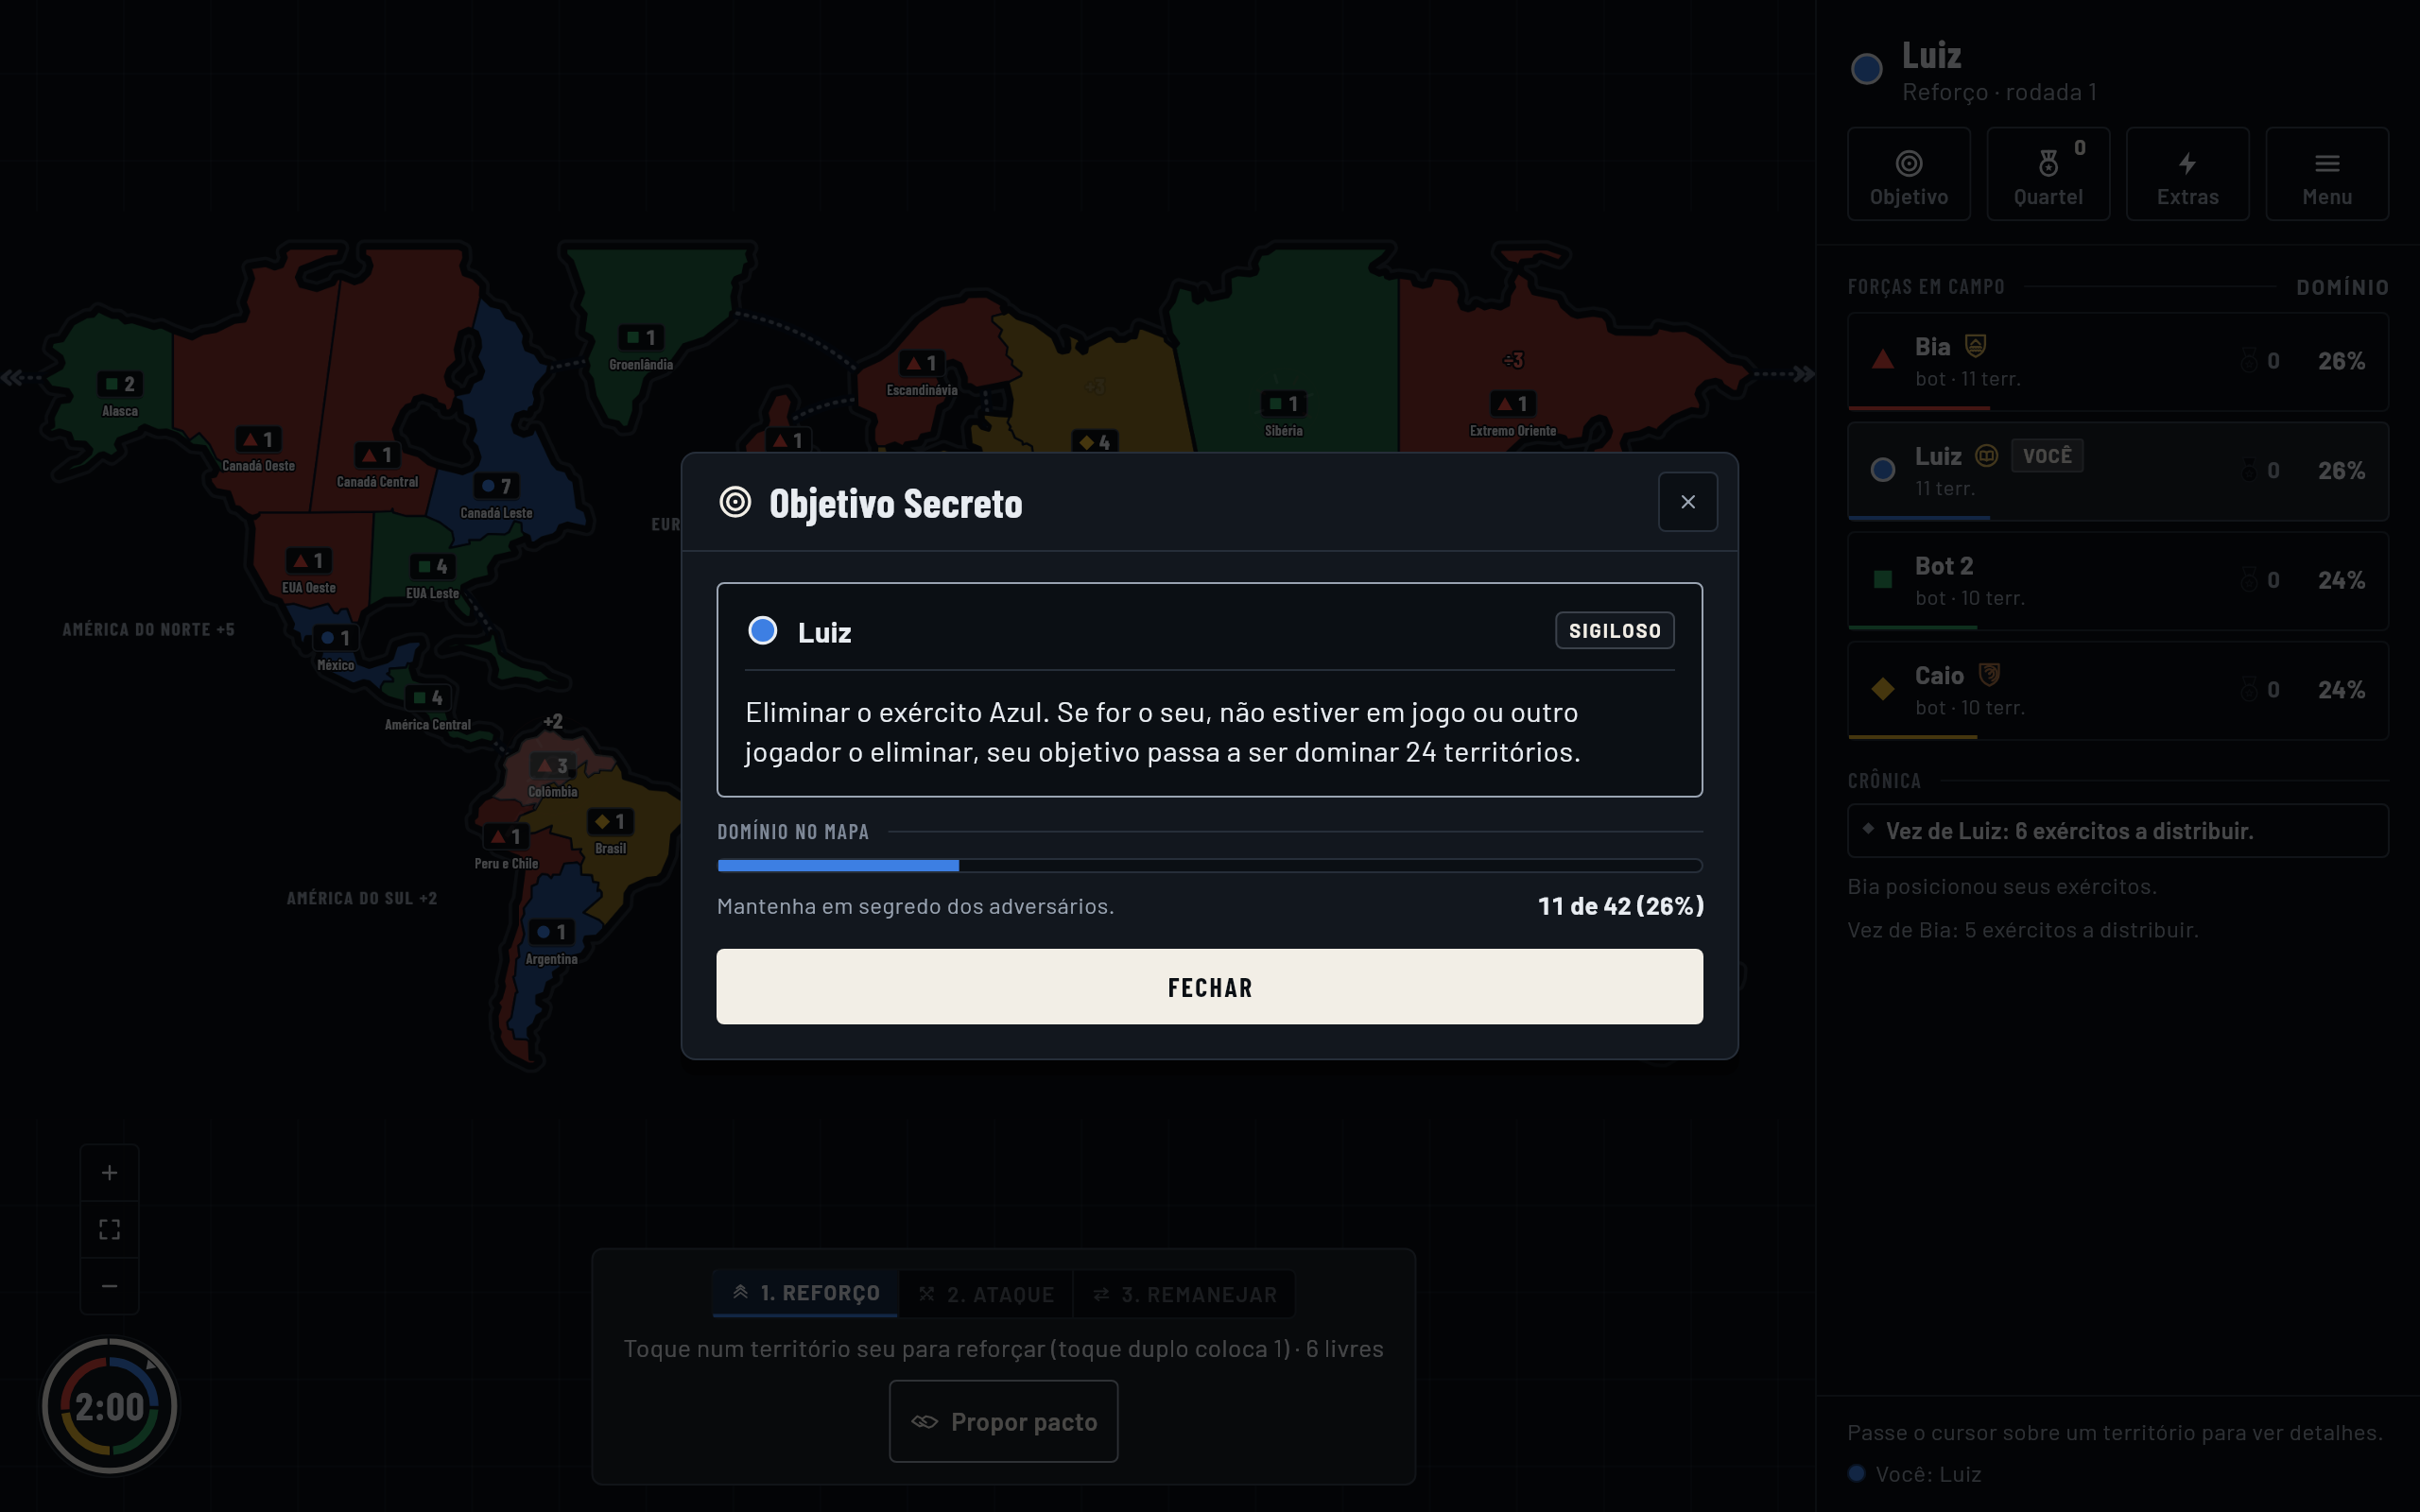 Luiz
Reforço · rodada 1
Objetivo
0
Quartel
Extras
Menu
FORÇAS EM CAMPO
DOMÍNIO
Bia
bot · 11 terr.
0
26%
Luiz
VOCÊ
11 terr.
0
26%
Bot 2
bot · 10 terr.
0
24%
Caio
bot · 10 terr.
0
24%
CRÔNICA
Vez de Luiz: 6 exércitos a distribuir.
Bia posicionou seus exércitos.
Vez de Bia: 5 exércitos a distribuir.
Passe o cursor sobre um território para ver detalhes.
Você: Luiz
2
Alasca
1
Canadá Oeste
1
Canadá Central
7
Canadá Leste
1
Groenlândia
1
EUA Oeste
4
EUA Leste
1
México
4
América Central
AMÉRICA DO NORTE +5
+2
3
Colômbia
1
Peru e Chile
1
Brasil
1
Argentina
AMÉRICA DO SUL +2
1
Escandinávia
1
4
1
Sibéria
÷3
1
Extremo Oriente
EUR
Objetivo Secreto
Luiz
SIGILOSO
Eliminar o exército Azul. Se for o seu, não estiver em jogo ou outro
jogador o eliminar, seu objetivo passa a ser dominar 24 territórios.
DOMÍNIO NO MAPA
Mantenha em segredo dos adversários.
11 de 42 (26%)
FECHAR
1. REFORÇO
2. ATAQUE
3. REMANEJAR
Toque num território seu para reforçar (toque duplo coloca 1) · 6 livres
Propor pacto
2:00